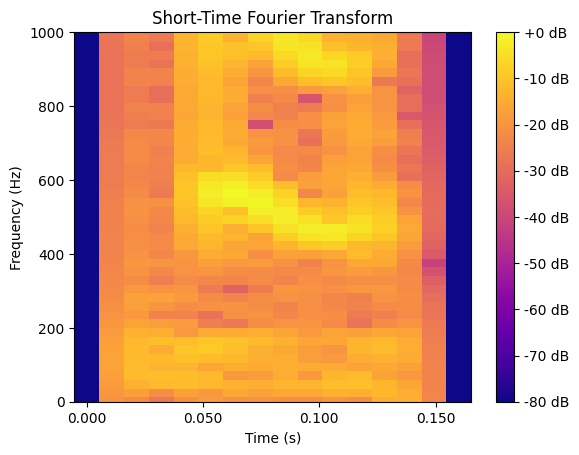 Short-Time Fourier Transform
1000
800
600
400
200
0
Frequency (Hz)
0.000
0.050
0.100
0.150
Time (s)
+0 dB
-10 dB
-20 dB
-30 dB
-40 dB
-50 dB
-60 dB
-70 dB
-80 dB